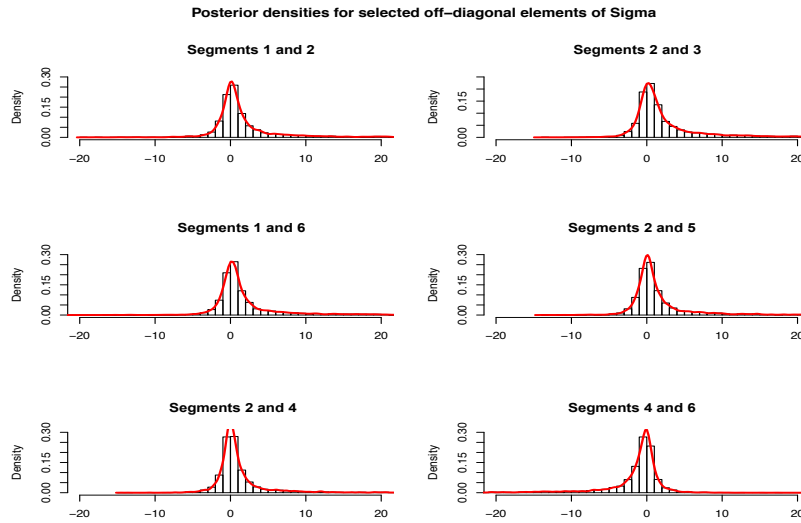 Posterior densities for selected off−diagonal elements of Sigma
Segments 1 and 2
Density
0.00 0.15 0.30
−20 −10 0 10 20
Segments 2 and 3
Density
0.00 0.15
−20 −10 0 10 20
Segments 1 and 6
Density
0.00 0.15 0.30
−20 −10 0 10 20
Segments 2 and 5
Density
0.00 0.15 0.30
−20 −10 0 10 20
Segments 2 and 4
Density
0.00 0.15 0.30
−20 −10 0 10 20
Segments 4 and 6
Density
0.00 0.15 0.30
−20 −10 0 10 20